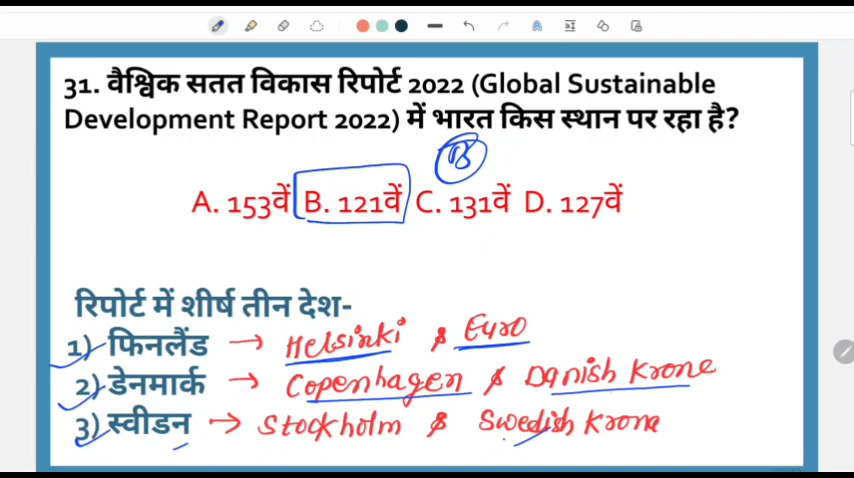 31. वैश्विक सतत विकास रिपोर्ट 2022 (Global Sustainable
Development Report 2022) में भारत किस स्थान पर रहा है?
B
A. 153वें B. 121वें C. 131वें D. 127वें
रिपोर्ट में शीर्ष तीन देश-
1) फिनलैंड → Helsinki & Euro
2) डेनमार्क → Copenhagen & Danish Krone
3) स्वीडन → Stockholm & Swedish Krona